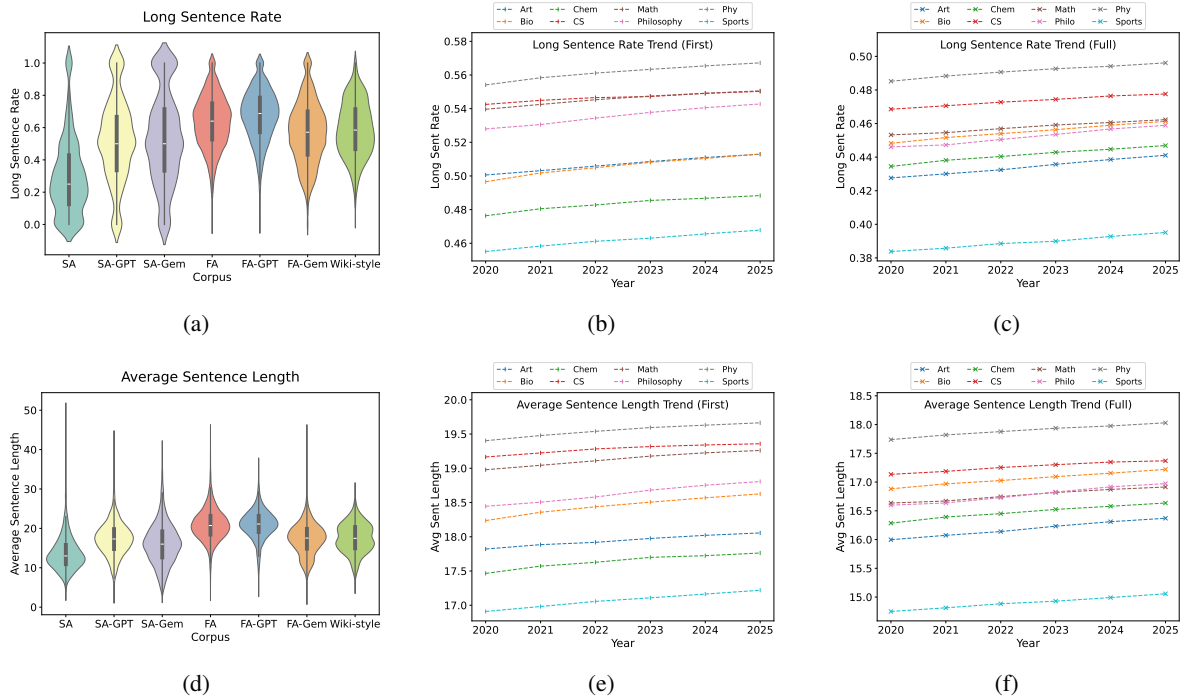 Long Sentence Rate
Long Sentence Rate
1.0
0.8
0.6
0.4
0.2
0.0
SA SA-GPT SA-Gem FA FA-GPT FA-Gem Wiki-style
Corpus
(a)
Art Chem Math Phy
Bio CS Philosophy Sports
Long Sentence Rate Trend (First)
Long Sent Rate
0.58
0.56
0.54
0.52
0.50
0.48
0.46
2020 2021 2022 2023 2024 2025
Year
(b)
Art Chem Math Phy
Bio CS Philo Sports
Long Sentence Rate Trend (Full)
Long Sent Rate
0.50
0.48
0.46
0.44
0.42
0.40
0.38
2020 2021 2022 2023 2024 2025
Year
(c)
Average Sentence Length
Average Sentence Length
50
40
30
20
10
0
SA SA-GPT SA-Gem FA FA-GPT FA-Gem Wiki-style
Corpus
(d)
Art Chem Math Phy
Bio CS Philosophy Sports
Average Sentence Length Trend (First)
Avg Sent Length
20.0
19.5
19.0
18.5
18.0
17.5
17.0
2020 2021 2022 2023 2024 2025
Year
(e)
Art Chem Math Phy
Bio CS Philo Sports
Average Sentence Length Trend (Full)
Avg Sent Length
18.5
18.0
17.5
17.0
16.5
16.0
15.5
15.0
2020 2021 2022 2023 2024 2025
Year
(f)